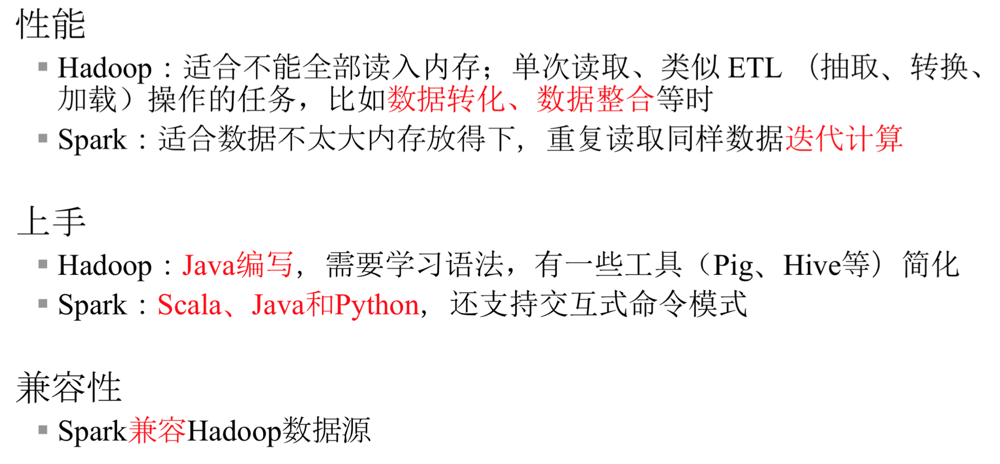 性能
▪ Hadoop：适合不能全部读入内存；单次读取、类似 ETL （抽取、转换、
加载）操作的任务，比如数据转化、数据整合等时
▪ Spark：适合数据不太大内存放得下，重复读取同样数据迭代计算
上手
▪ Hadoop：Java编写，需要学习语法，有一些工具（Pig、Hive等）简化
▪ Spark：Scala、Java和Python，还支持交互式命令模式
兼容性
▪ Spark兼容Hadoop数据源